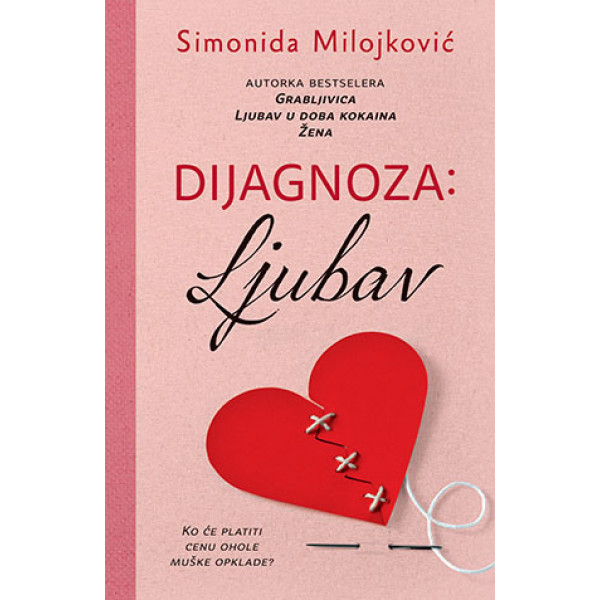 Simonida Milojković
AUTORKA BESTSELERA
GRABLJIVICA
LJUBAV U DOBA KOKAINA
ŽENA
DIJAGNOZA:
Ljubav
KO ĆE PLATITI
CENU OHOLE
MUŠKE OPKLADE?